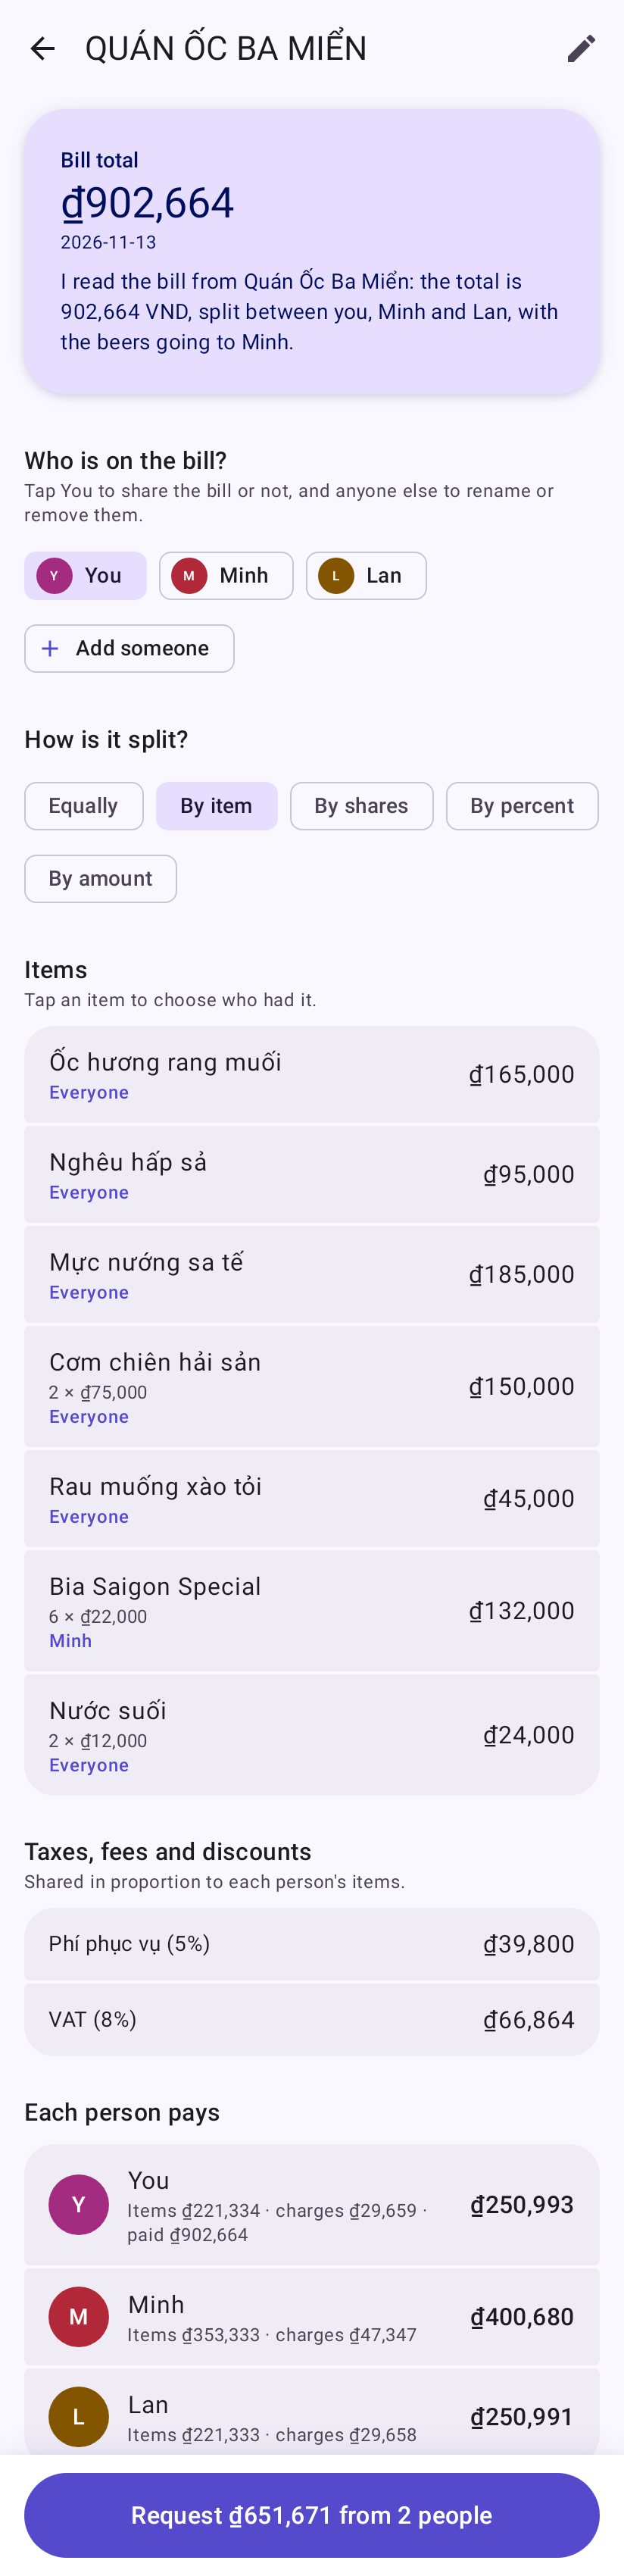 QUÁN ỐC BA MIỂN
Bill total
₫902,664
2026-11-13
I read the bill from Quán Ốc Ba Miển: the total is
902,664 VND, split between you, Minh and Lan, with
the beers going to Minh.
Who is on the bill?
Tap You to share the bill or not, and anyone else to rename or
remove them.
Y You M Minh L Lan
Add someone
How is it split?
Equally By item By shares By percent
By amount
Items
Tap an item to choose who had it.
Ốc hương rang muối
Everyone
₫165,000
Nghêu hấp sả
Everyone
₫95,000
Mực nướng sa tế
Everyone
₫185,000
Cơm chiên hải sản
2 × ₫75,000
Everyone
₫150,000
Rau muống xào tỏi
Everyone
₫45,000
Bia Saigon Special
6 × ₫22,000
Minh
₫132,000
Nước suối
2 × ₫12,000
Everyone
₫24,000
Taxes, fees and discounts
Shared in proportion to each person's items.
Phí phục vụ (5%) ₫39,800
VAT (8%) ₫66,864
Each person pays
Y
You
Items ₫221,334 · charges ₫29,659 ·
paid ₫902,664
₫250,993
M
Minh
Items ₫353,333 · charges ₫47,347
₫400,680
L
Lan
Items ₫221,333 · charges ₫29,658
₫250,991
Request ₫651,671 from 2 people